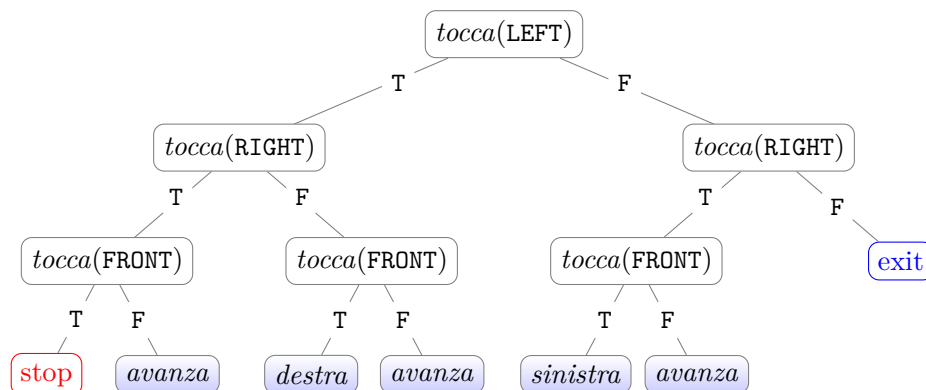 tocca(LEFT)
T F
tocca(RIGHT) tocca(RIGHT)
T F T F
tocca(FRONT) tocca(FRONT) tocca(FRONT) exit
T F T F T F
stop avanza destra avanza sinistra avanza